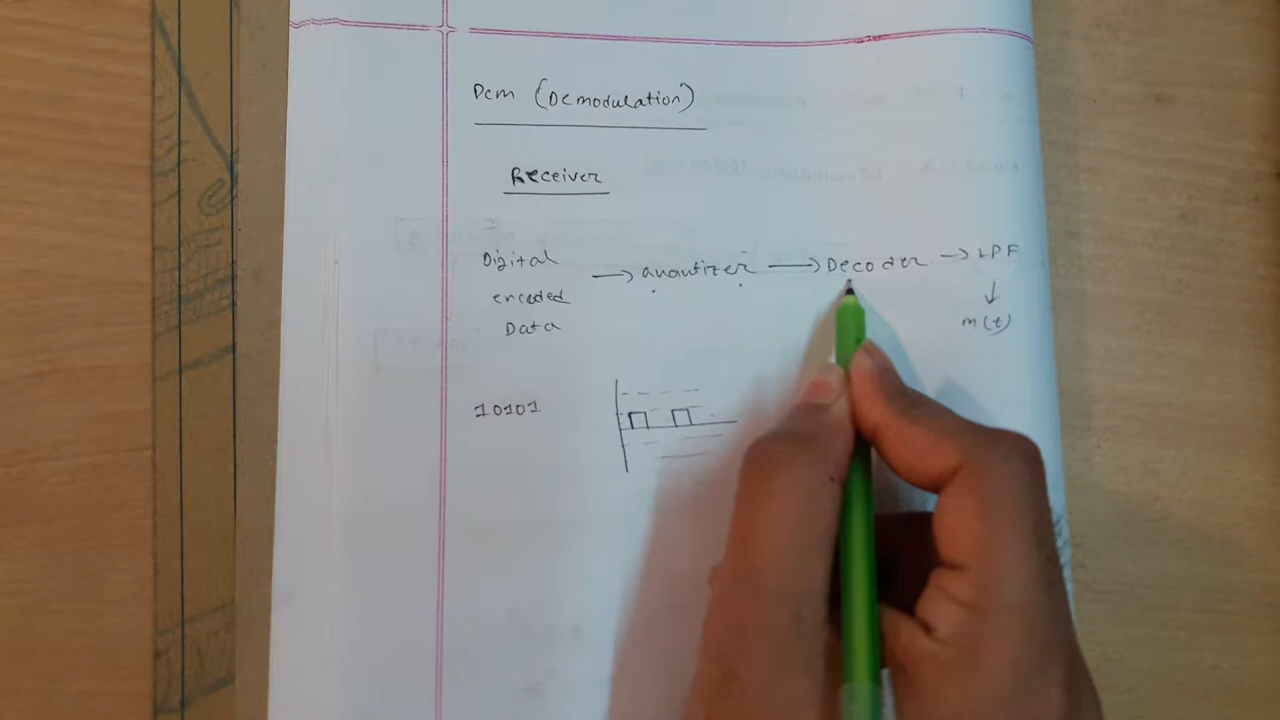 Pcm (Demodulation)
Receiver
Digital encoded Data → Quantizer → Decoder → LPF
↓
m(t)
10101